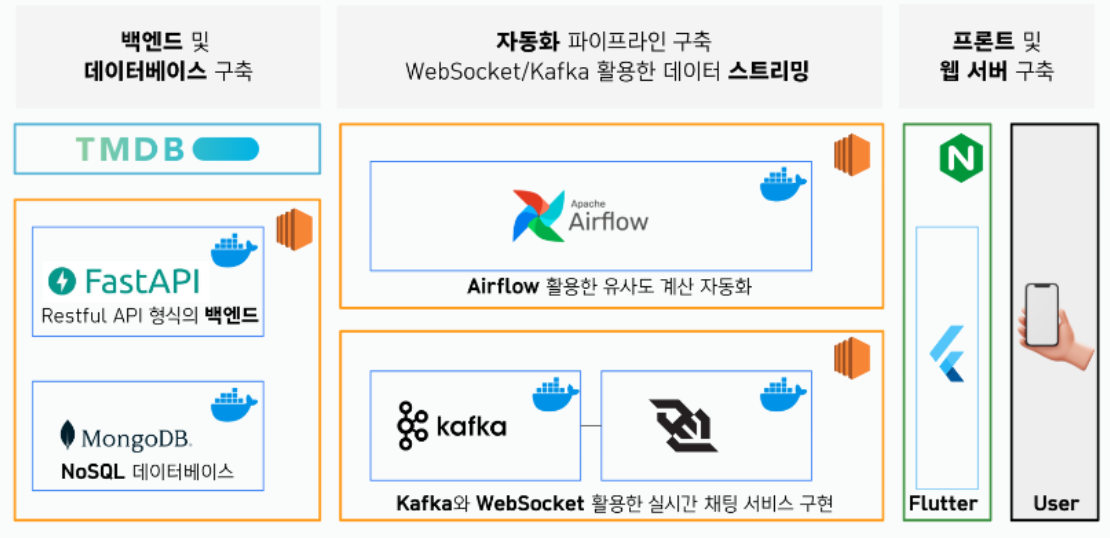 백엔드 및
데이터베이스 구축
자동화 파이프라인 구축
WebSocket/Kafka 활용한 데이터 스트리밍
프론트 및
웹 서버 구축
TMDB
FastAPI
Restful API 형식의 백엔드
MongoDB.
NoSQL 데이터베이스
Apache
Airflow
Airflow 활용한 유사도 계산 자동화
kafka
Kafka와 WebSocket 활용한 실시간 채팅 서비스 구현
N
Flutter
User